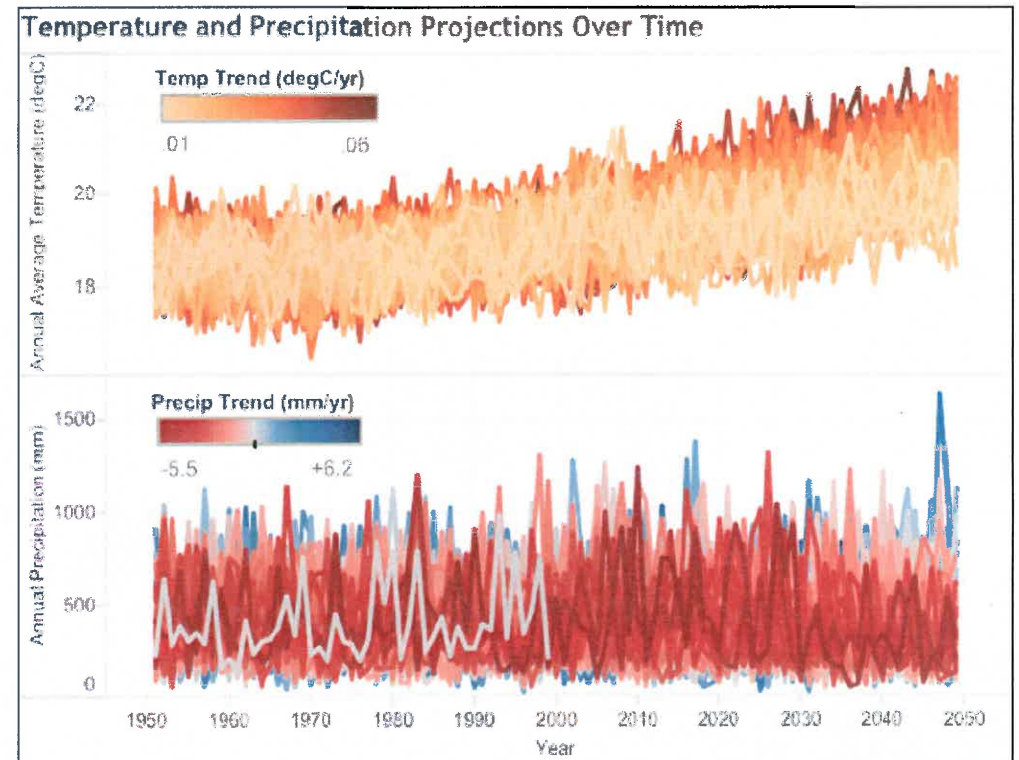 Temperature and Precipitation Projections Over Time
Annual Average Temperature (degC)
Temp Trend (degC/yr)
.01 .06
22
20
18
Annual Precipitation (mm)
Precip Trend (mm/yr)
-5.5 +6.2
1500
1000
500
0
1950 1960 1970 1980 1990 2000 2010 2020 2030 2040 2050
Year